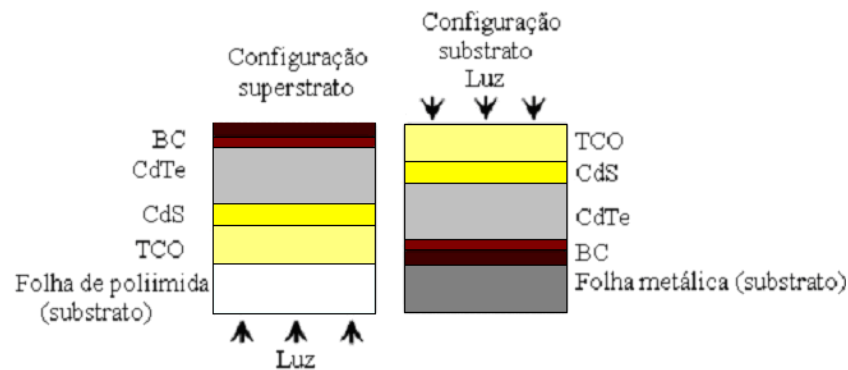 Configuração
superstrato
BC
CdTe
CdS
TCO
Folha de poliimida
(substrato)
Luz
Configuração
substrato
Luz
TCO
CdS
CdTe
BC
Folha metálica (substrato)